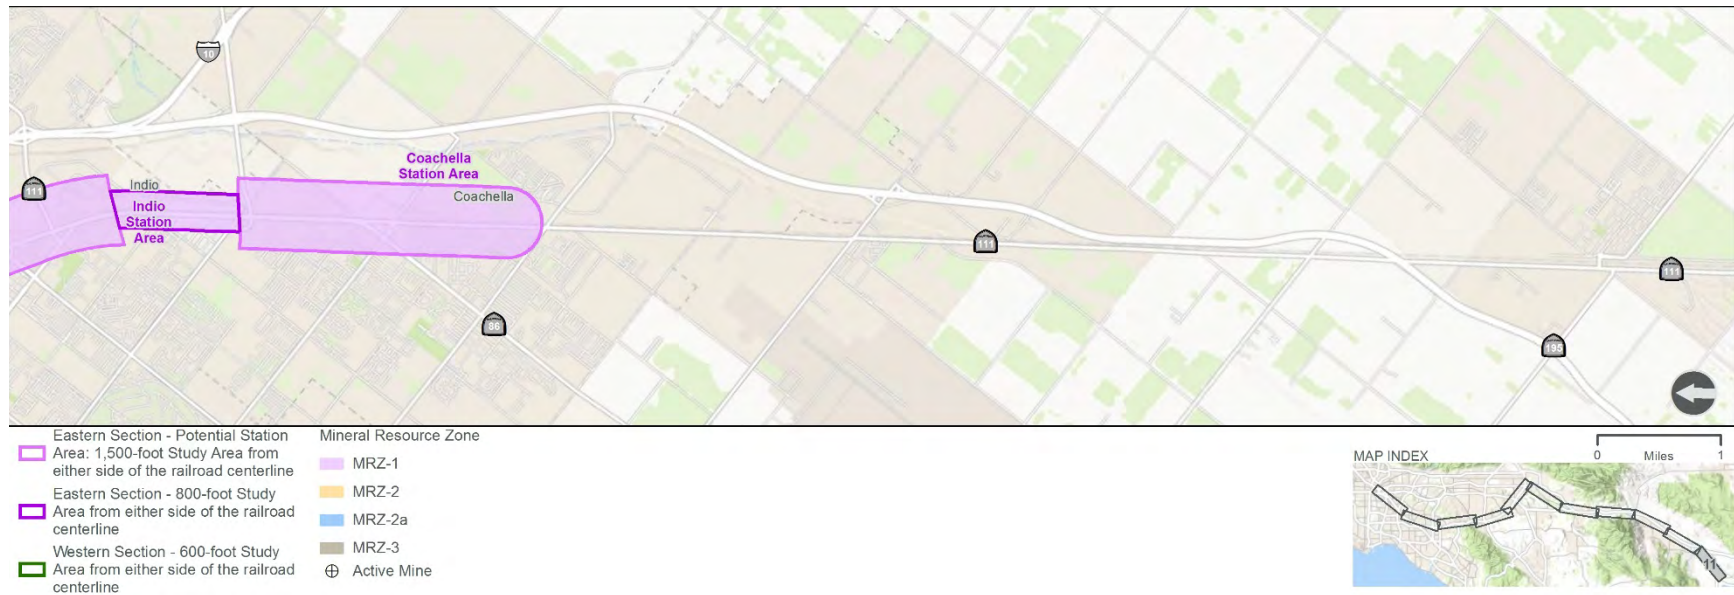 10
Coachella
Station Area
111
Indio
Coachella
Indio
Station
Area
111
111
86
195
Eastern Section - Potential Station
Area: 1,500-foot Study Area from
either side of the railroad centerline
Eastern Section - 800-foot Study
Area from either side of the railroad
centerline
Western Section - 600-foot Study
Area from either side of the railroad
centerline
Mineral Resource Zone
MRZ-1
MRZ-2
MRZ-2a
MRZ-3
Active Mine
0 Miles 1
MAP INDEX
11